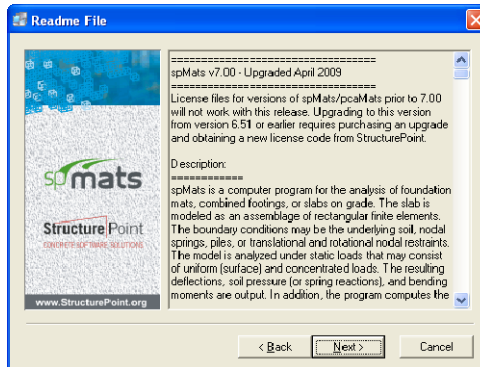 Readme File
===================================
spMats v7.00 - Upgraded April 2009
===================================
License files for versions of spMats/pcaMats prior to 7.00
will not work with this release. Upgrading to this version
from version 6.51 or earlier requires purchasing an upgrade
and obtaining a new license code from StructurePoint.
Description:
============
spMats is a computer program for the analysis of foundation
mats, combined footings, or slabs on grade. The slab is
modeled as an assemblage of rectangular finite elements.
The boundary conditions may be the underlying soil, nodal
springs, piles, or translational and rotational nodal restraints.
The model is analyzed under static loads that may consist
of uniform (surface) and concentrated loads. The resulting
deflections, soil pressure (or spring reactions), and bending
moments are output. In addition, the program computes the
spmats
StructurePoint
CONCRETE SOFTWARE SOLUTIONS
www.StructurePoint.org
< Back
Next >
Cancel